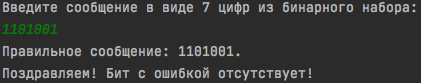 Введите сообщение в виде 7 цифр из бинарного набора:
1101001
Правильное сообщение: 1101001.
Поздравляем! Бит с ошибкой отсутствует!